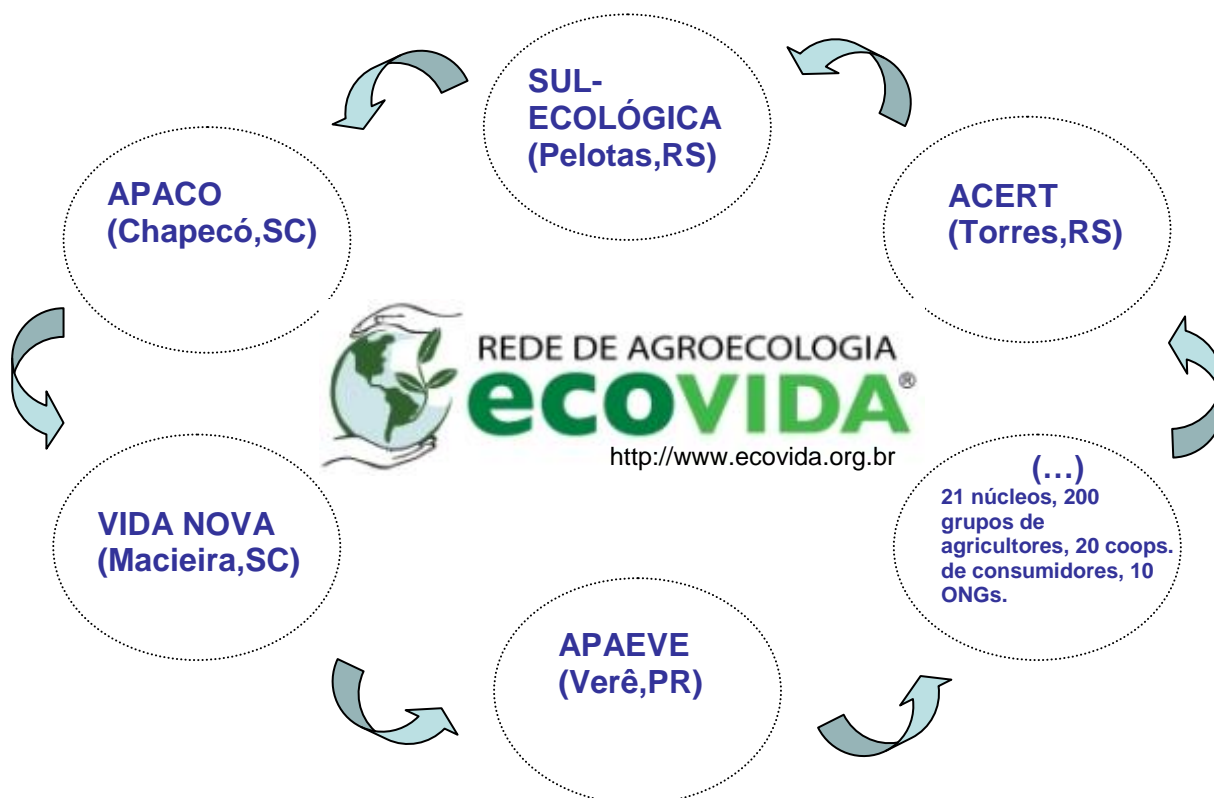 SUL-
ECOLÓGICA
(Pelotas,RS)
APACO
(Chapecó,SC)
ACERT
(Torres,RS)
REDE DE AGROECOLOGIA
ecoVIDA®
http://www.ecovida.org.br
VIDA NOVA
(Macieira,SC)
(...)
21 núcleos, 200
grupos de
agricultores, 20 coops.
de consumidores, 10
ONGs.
APAEVE
(Verê,PR)